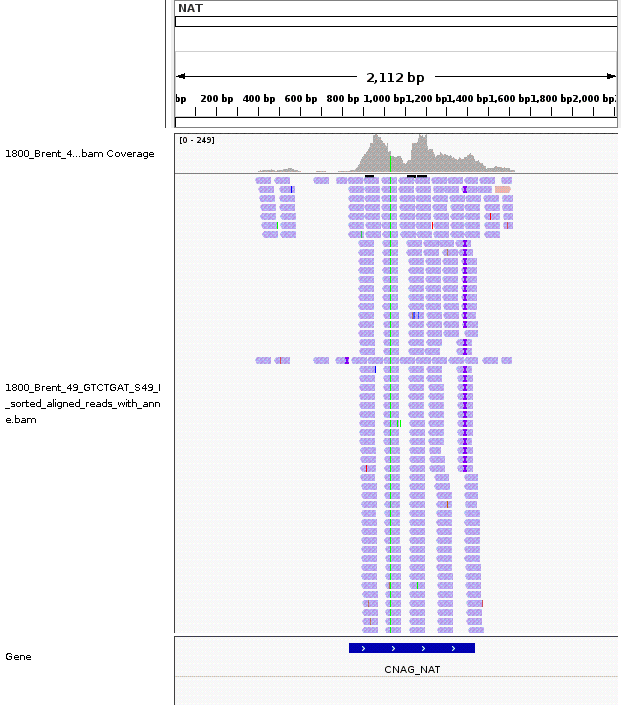 NAT
2,112 bp
bp 200 bp 400 bp 600 bp 800 bp 1,000 bp 1,200 bp 1,400 bp 1,600 bp 1,800 bp 2,000 bp
[0 - 249]
1800_Brent_4...bam Coverage
1800_Brent_49_GTCTGAT_S49_l
_sorted_aligned_reads_with_ann
e.bam
Gene
CNAG_NAT